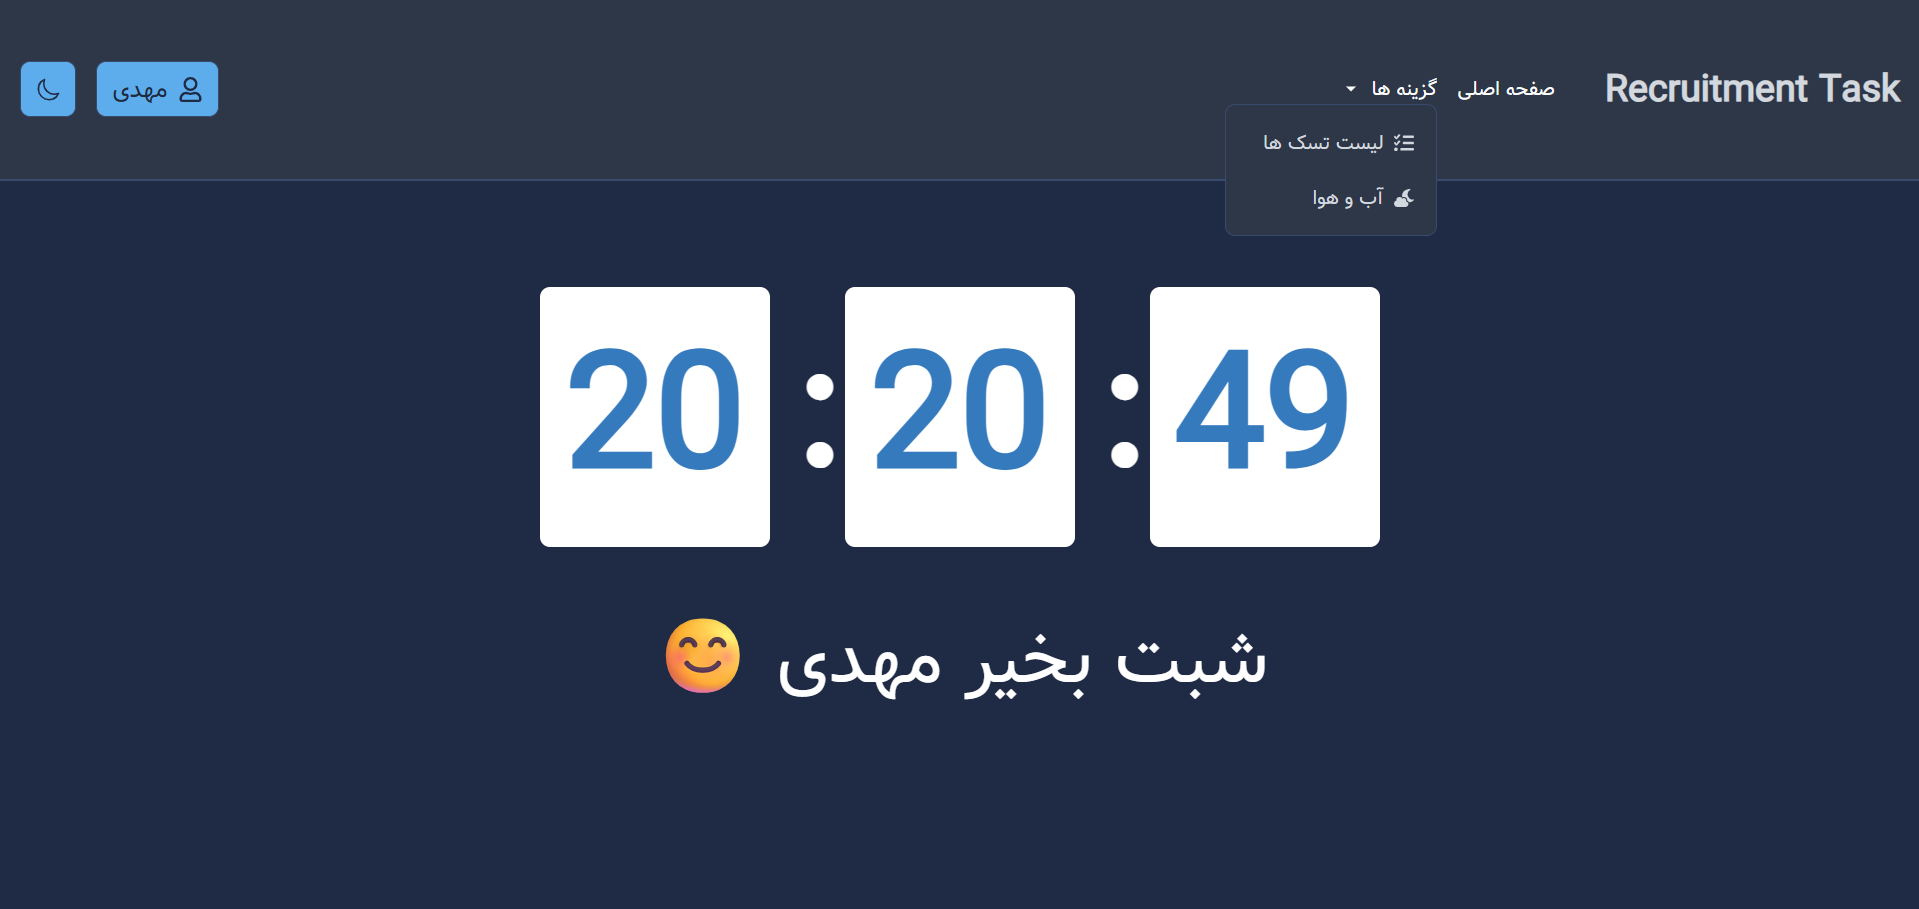 Recruitment Task
صفحه اصلی
گزینه ها
مهدی
لیست تسک ها
آب و هوا
20 : 20 : 49
شبت بخیر مهدی 😊